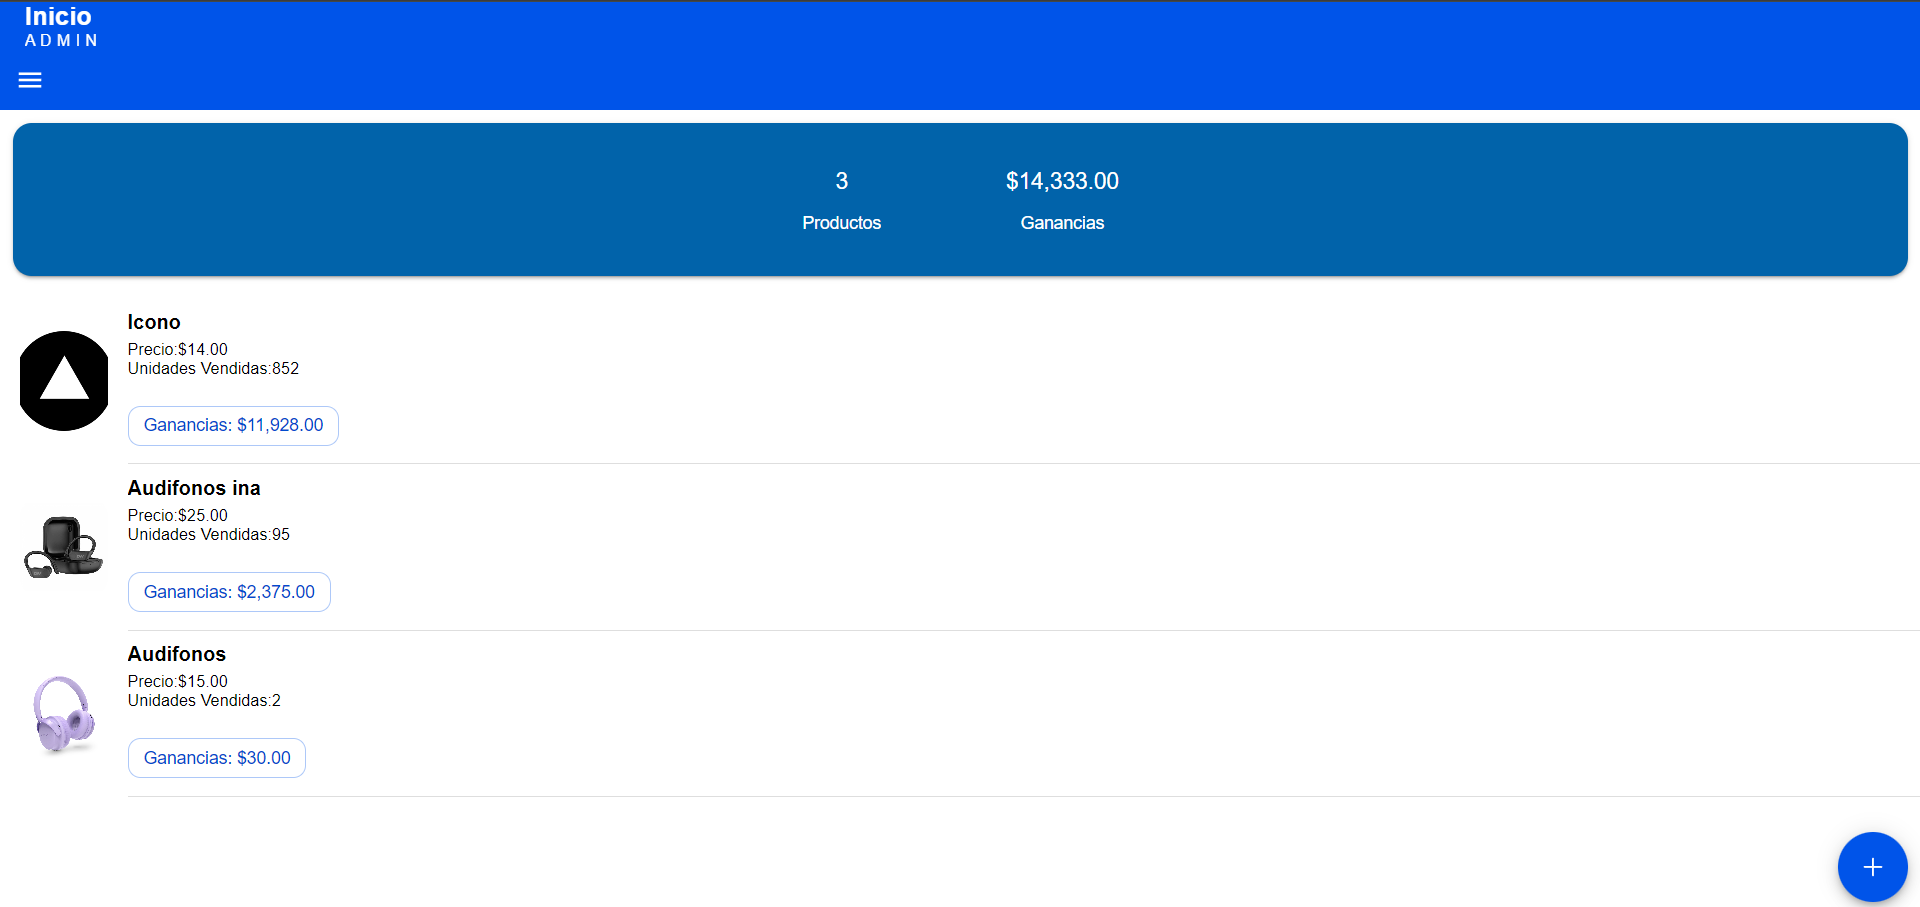 Inicio
ADMIN
3
$14,333.00
Productos
Ganancias
Icono
Precio:$14.00
Unidades Vendidas:852
Ganancias: $11,928.00
Audifonos ina
Precio:$25.00
Unidades Vendidas:95
Ganancias: $2,375.00
Audifonos
Precio:$15.00
Unidades Vendidas:2
Ganancias: $30.00